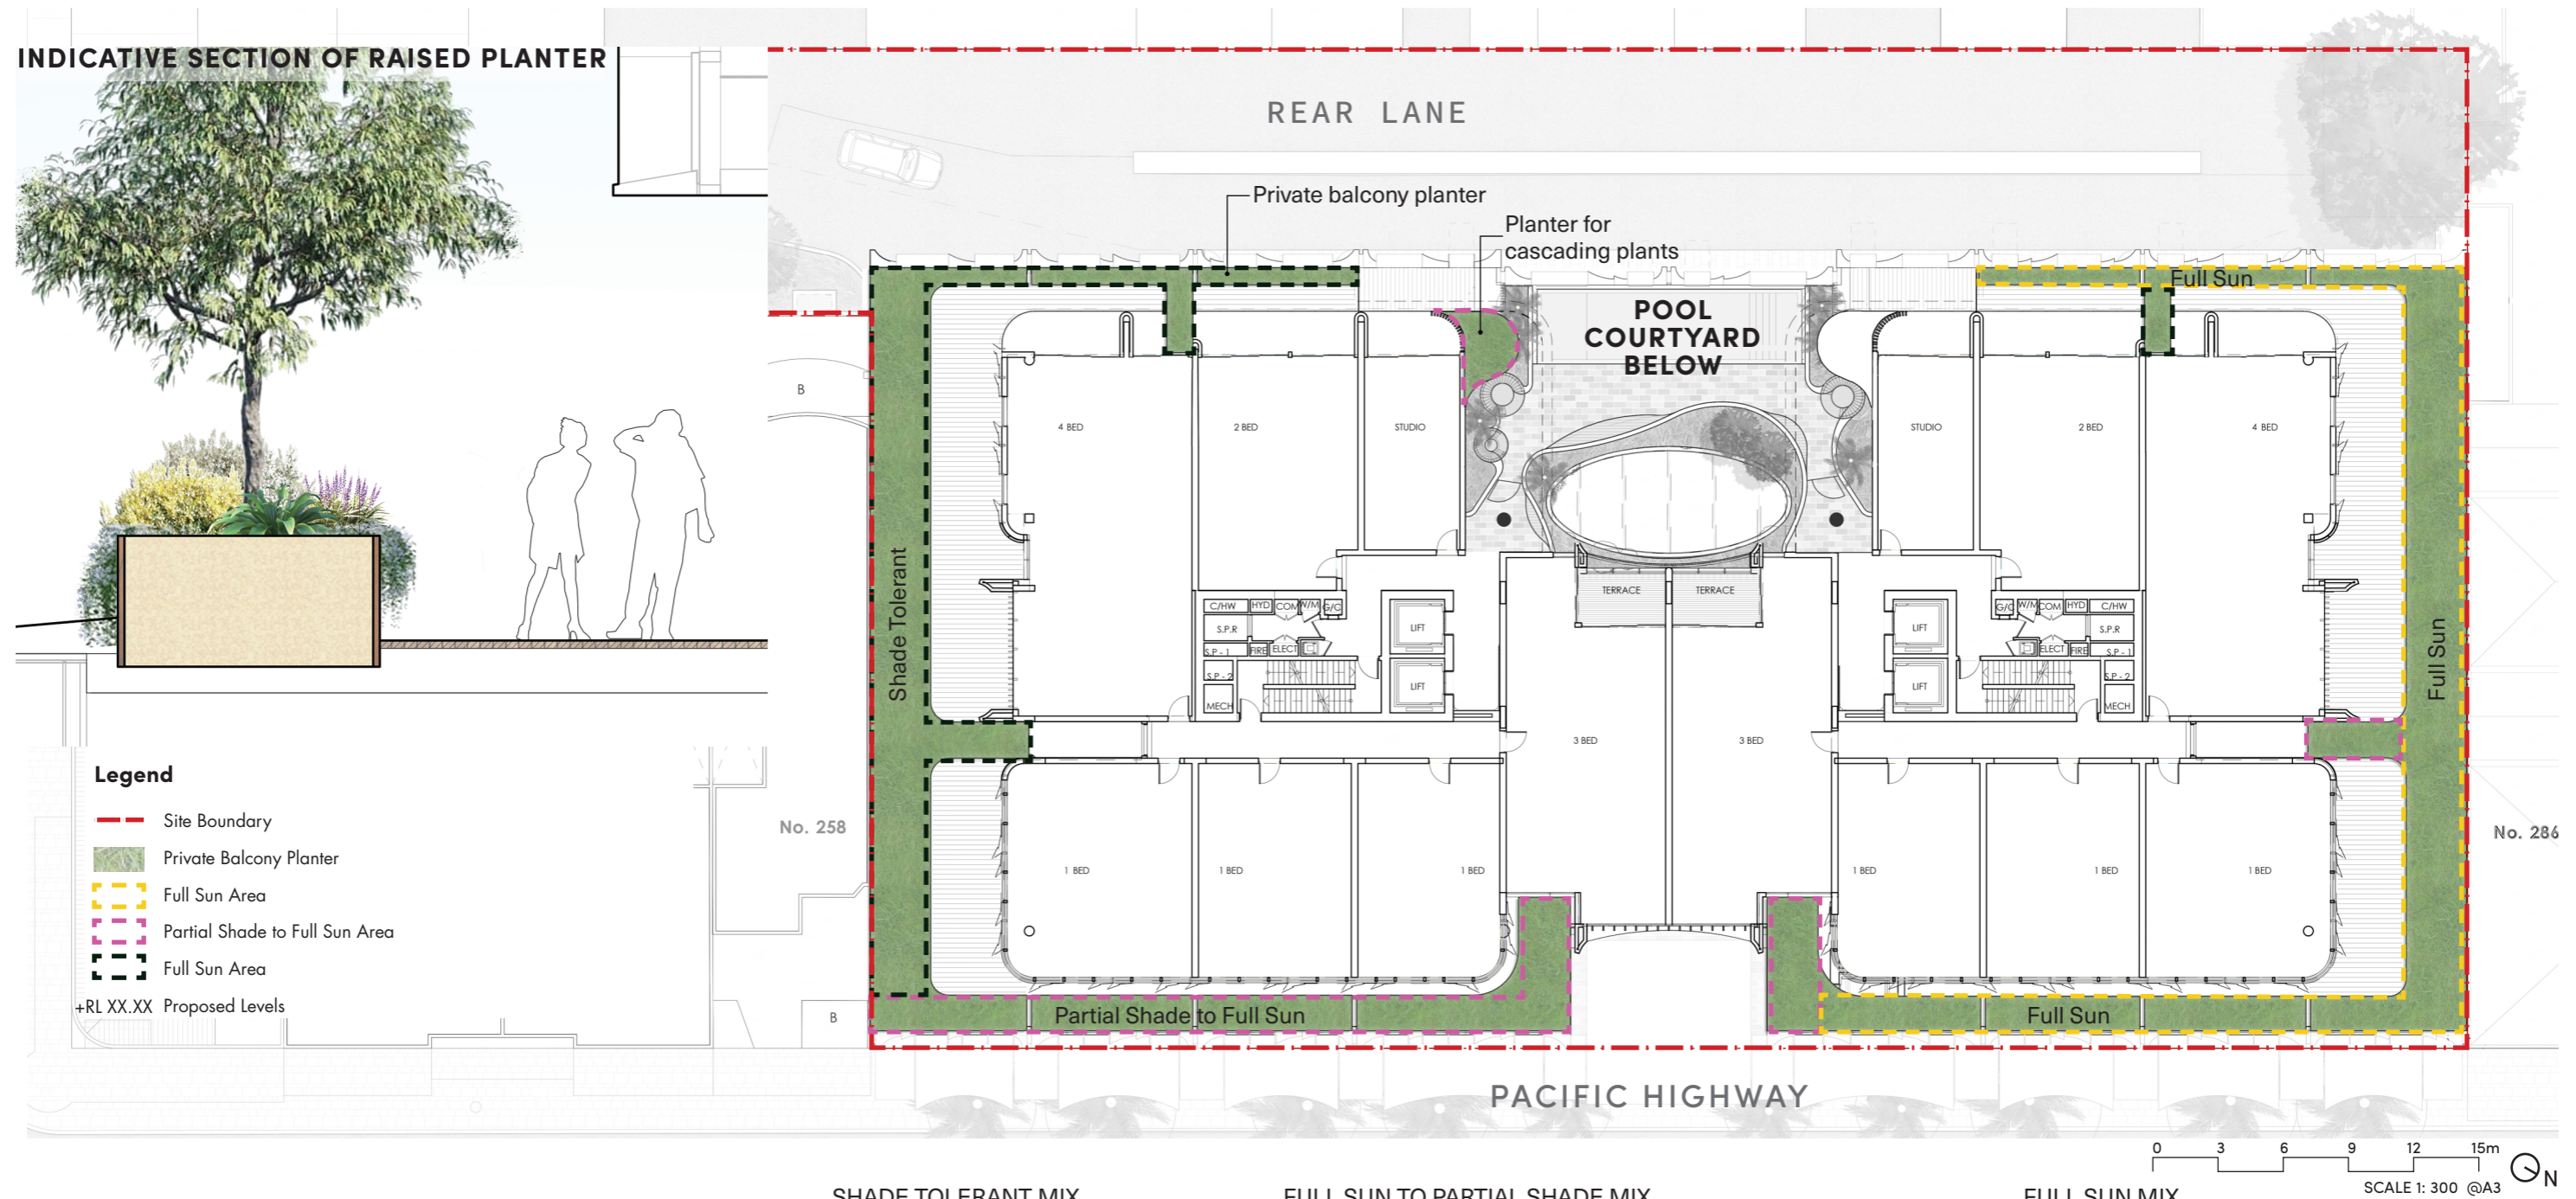 INDICATIVE SECTION OF RAISED PLANTER
REAR LANE
Private balcony planter
Planter for
cascading plants
Full Sun
POOL
COURTYARD
BELOW
B
4 BED
2 BED
STUDIO
STUDIO
2 BED
4 BED
Shade Tolerant
TERRACE
TERRACE
C/HW
HYD
COM
W/M
G/C
S.P.R
S.P - 1
FIRE
ELECT
S.P - 2
MECH
LIFT
LIFT
LIFT
LIFT
G/C
W/M
COM
HYD
C/HW
S.P.R
ELECT
FIRE
S.P - 1
S.P - 2
MECH
Full Sun
3 BED
3 BED
Legend
Site Boundary
Private Balcony Planter
Full Sun Area
Partial Shade to Full Sun Area
Full Sun Area
+RL XX.XX Proposed Levels
No. 258
No. 286
1 BED
1 BED
1 BED
1 BED
1 BED
1 BED
B
Partial Shade to Full Sun
Full Sun
PACIFIC HIGHWAY
0 3 6 9 12 15m
N
SCALE 1: 300 @A3
SHADE TOLERANT MIX
FULL SUN TO PARTIAL SHADE MIX
FULL SUN MIX